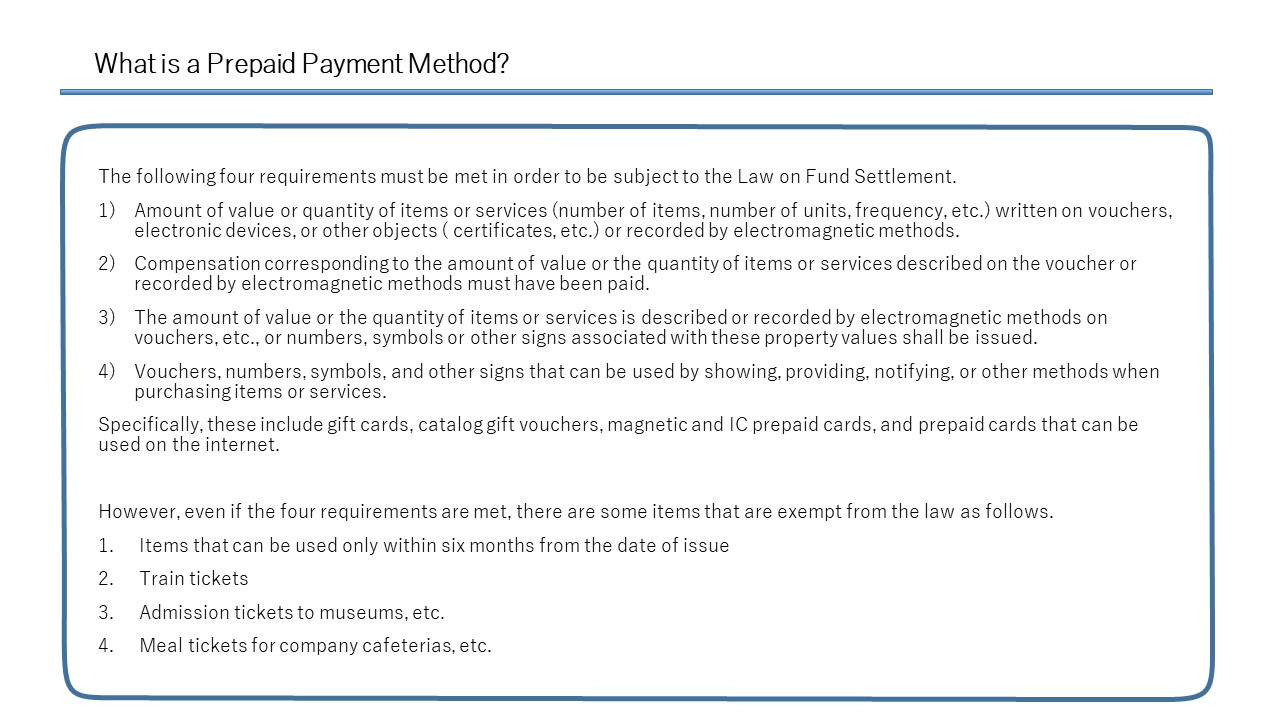 What is a Prepaid Payment Method?
The following four requirements must be met in order to be subject to the Law on Fund Settlement.
1) Amount of value or quantity of items or services (number of items, number of units, frequency, etc.) written on vouchers,
electronic devices, or other objects ( certificates, etc.) or recorded by electromagnetic methods.
2) Compensation corresponding to the amount of value or the quantity of items or services described on the voucher or
recorded by electromagnetic methods must have been paid.
3) The amount of value or the quantity of items or services is described or recorded by electromagnetic methods on
vouchers, etc., or numbers, symbols or other signs associated with these property values shall be issued.
4) Vouchers, numbers, symbols, and other signs that can be used by showing, providing, notifying, or other methods when
purchasing items or services.
Specifically, these include gift cards, catalog gift vouchers, magnetic and IC prepaid cards, and prepaid cards that can be
used on the internet.
However, even if the four requirements are met, there are some items that are exempt from the law as follows.
1. Items that can be used only within six months from the date of issue
2. Train tickets
3. Admission tickets to museums, etc.
4. Meal tickets for company cafeterias, etc.